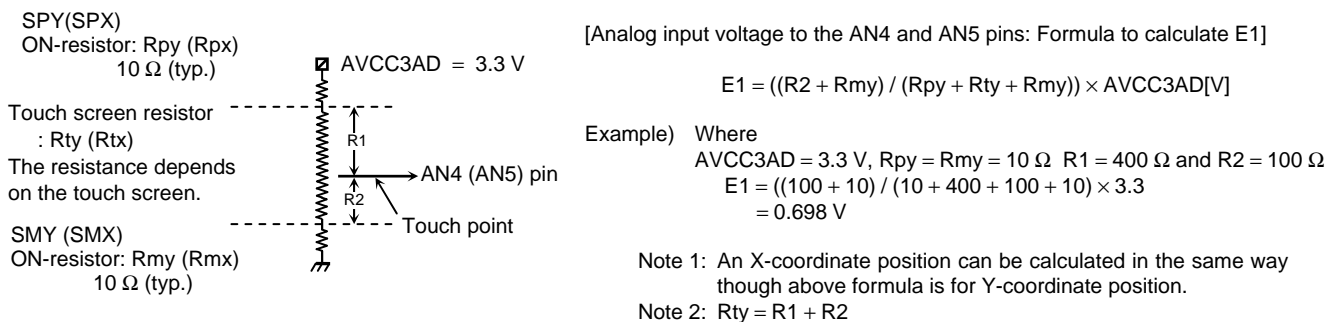 SPY(SPX)
ON-resistor: Rpy (Rpx)
10 Ω (typ.)
AVCC3AD = 3.3 V
Touch screen resistor
: Rty (Rtx)
The resistance depends
on the touch screen.
R1
AN4 (AN5) pin
R2
Touch point
SMY (SMX)
ON-resistor: Rmy (Rmx)
10 Ω (typ.)
[Analog input voltage to the AN4 and AN5 pins: Formula to calculate E1]
E1 = ((R2 + Rmy) / (Rpy + Rty + Rmy)) × AVCC3AD[V]
Example) Where
AVCC3AD = 3.3 V, Rpy = Rmy = 10 Ω R1 = 400 Ω and R2 = 100 Ω
E1 = ((100 + 10) / (10 + 400 + 100 + 10) × 3.3
= 0.698 V
Note 1: An X-coordinate position can be calculated in the same way
though above formula is for Y-coordinate position.
Note 2: Rty = R1 + R2